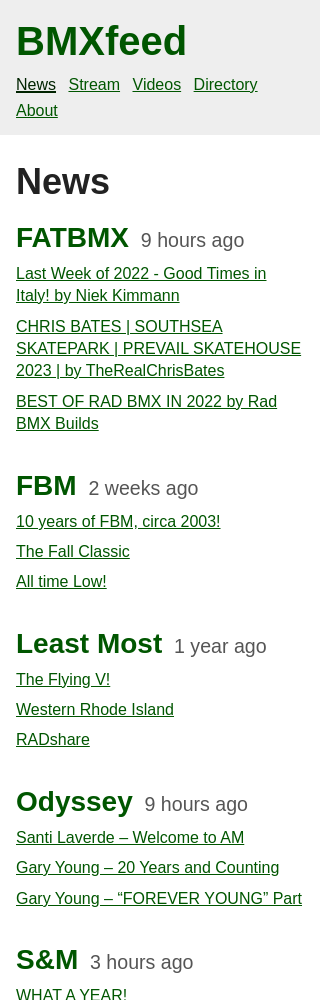 BMXfeed
News Stream Videos Directory
About
News
FATBMX 9 hours ago
Last Week of 2022 - Good Times in
Italy! by Niek Kimmann
CHRIS BATES | SOUTHSEA
SKATEPARK | PREVAIL SKATEHOUSE
2023 | by TheRealChrisBates
BEST OF RAD BMX IN 2022 by Rad
BMX Builds
FBM 2 weeks ago
10 years of FBM, circa 2003!
The Fall Classic
All time Low!
Least Most 1 year ago
The Flying V!
Western Rhode Island
RADshare
Odyssey 9 hours ago
Santi Laverde – Welcome to AM
Gary Young – 20 Years and Counting
Gary Young – “FOREVER YOUNG” Part
S&M 3 hours ago
WHAT A YEAR!